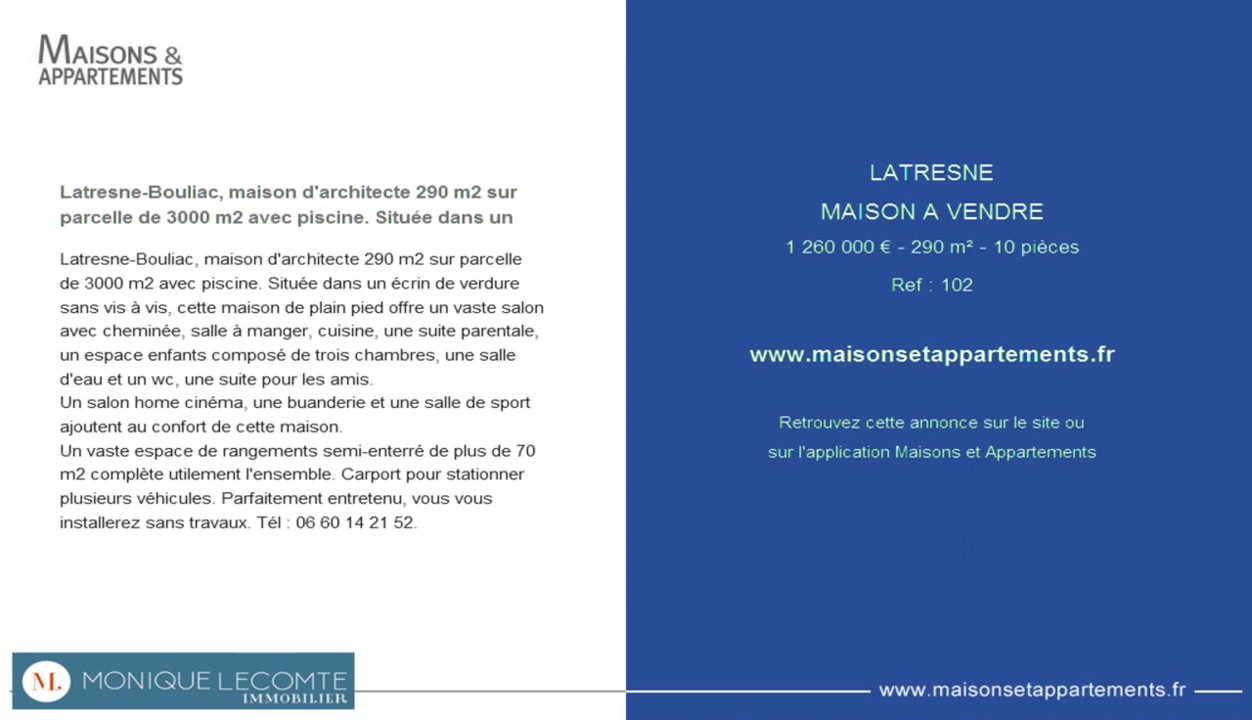 MAISONS &
APPARTEMENTS
Latresne-Bouliac, maison d'architecte 290 m2 sur
parcelle de 3000 m2 avec piscine. Située dans un
Latresne-Bouliac, maison d'architecte 290 m2 sur parcelle
de 3000 m2 avec piscine. Située dans un écrin de verdure
sans vis à vis, cette maison de plain pied offre un vaste salon
avec cheminée, salle à manger, cuisine, une suite parentale,
un espace enfants composé de trois chambres, une salle
d'eau et un wc, une suite pour les amis.
Un salon home cinéma, une buanderie et une salle de sport
ajoutent au confort de cette maison.
Un vaste espace de rangements semi-enterré de plus de 70
m2 complète utilement l'ensemble. Carport pour stationner
plusieurs véhicules. Parfaitement entretenu, vous vous
installerez sans travaux. Tél : 06 60 14 21 52.
LATRESNE
MAISON A VENDRE
1 260 000 € - 290 m² - 10 pièces
Ref : 102
www.maisonsetappartements.fr
Retrouvez cette annonce sur le site ou
sur l'application Maisons et Appartements
ML
MONIQUE LECOMTE
IMMOBILIER
www.maisonsetappartements.fr